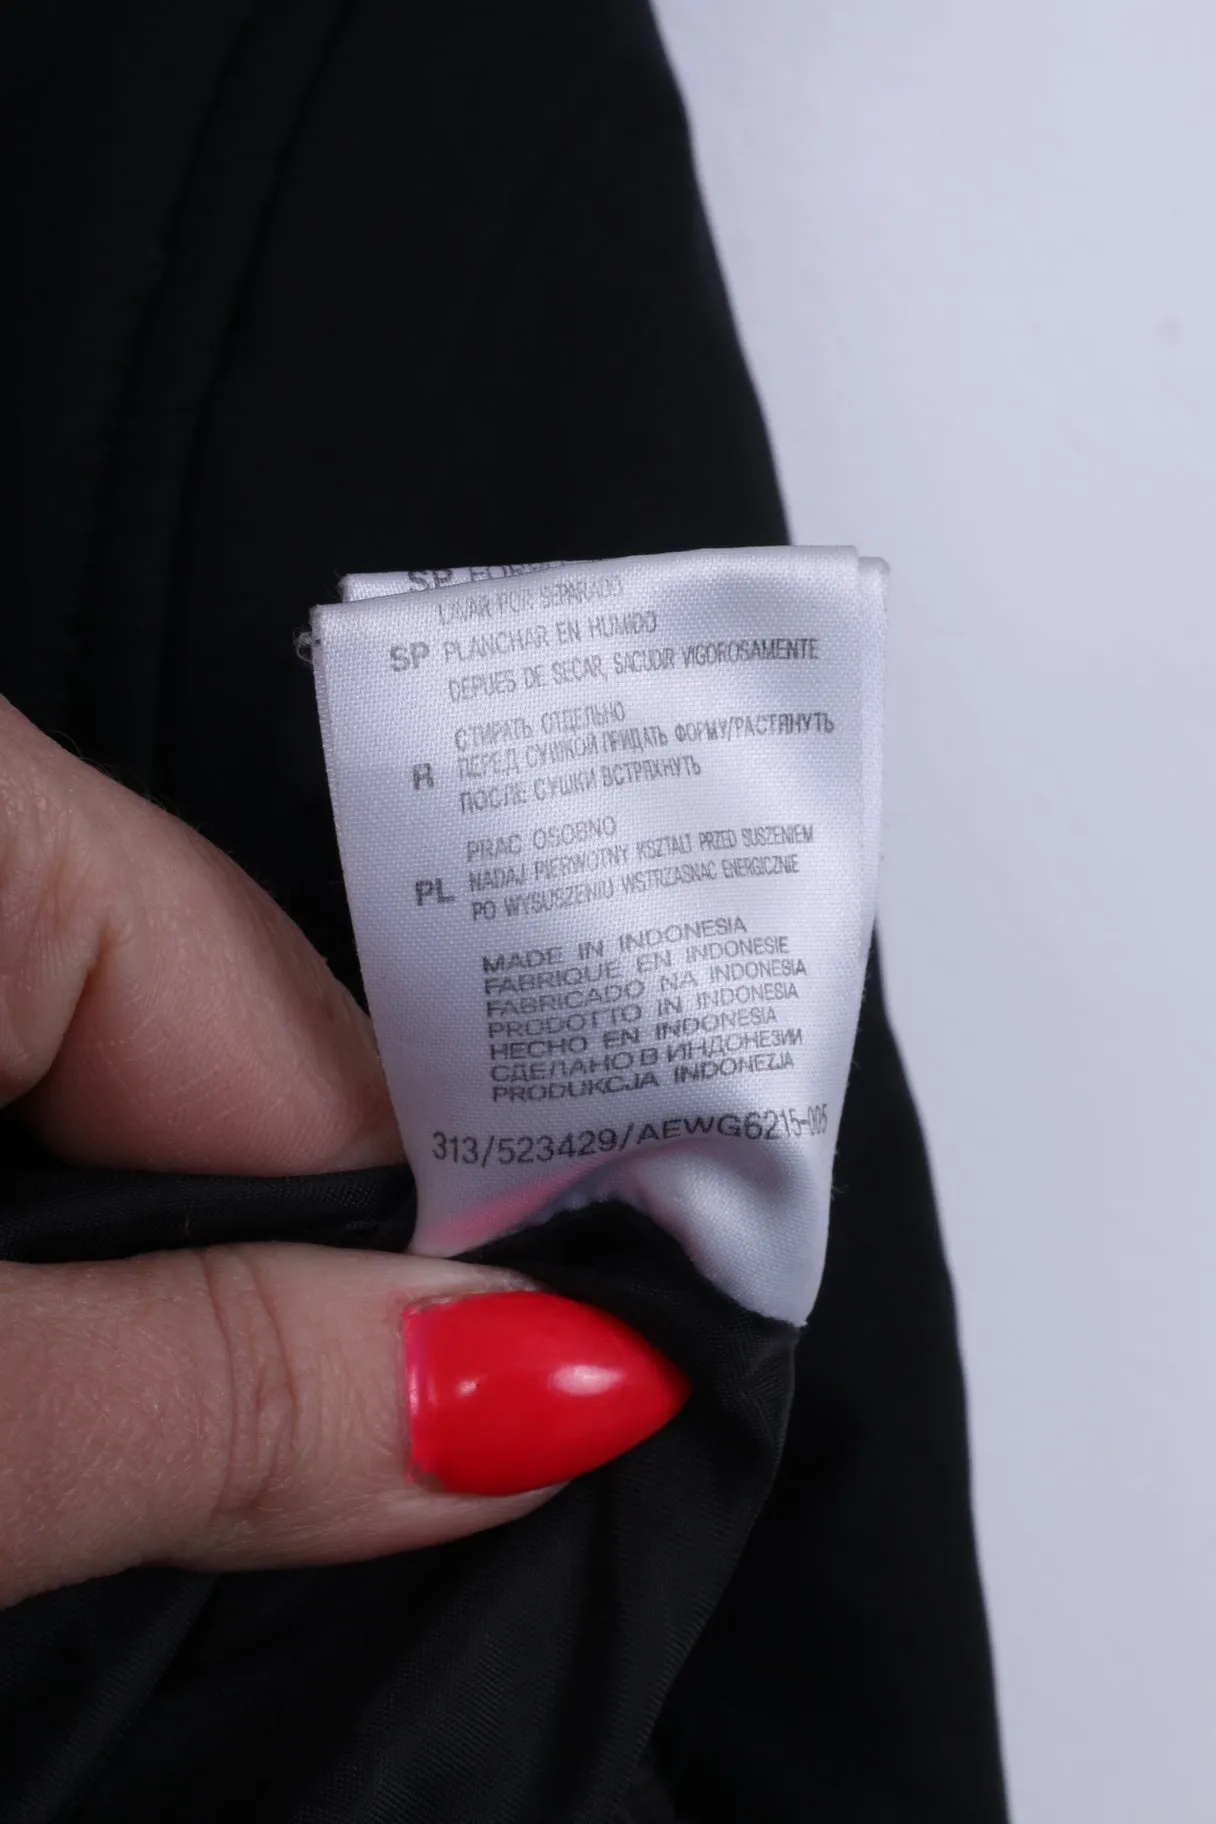 SP
LAVAR POR SEPARADO
SP PLANCHAR EN HUMIDO
DEPUES DE SECAR, SACUDIR VIGOROSAMENTE
СТИРАТЬ ОТДЕЛЬНО
R ПЕРЕД СУШКОЙ ПРИДАТЬ ФОРМУ/РАСТЯНУТЬ
ПОСЛЕ СУШКИ ВСТРЯХНУТЬ
PRAC OSOBNO
PL NADAJ PIERWOTNY KSZTALT PRZED SUSZENIEM
PO WYSUSZENIU WSTRZASNAC ENERGICZNIE
MADE IN INDONESIA
FABRIQUE EN INDONESIE
FABRICADO NA INDONESIA
PRODOTTO IN INDONESIA
HECHO EN INDONESIA
СДЕЛАНО В ИНДОНЕЗИИ
PRODUKCJA INDONEZJA
313/523429/AEWG6215-005